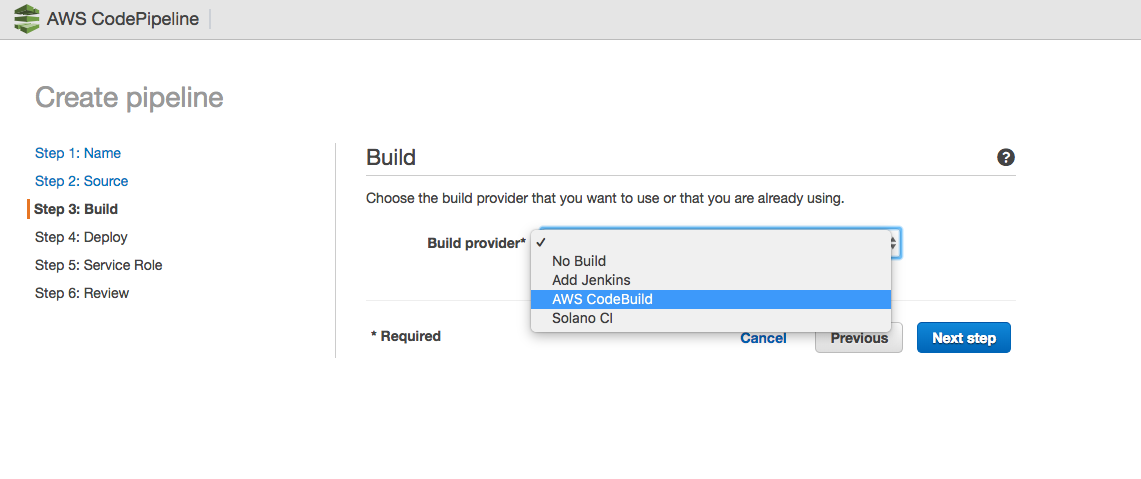 AWS CodePipeline
Create pipeline
Step 1: Name
Step 2: Source
Step 3: Build
Step 4: Deploy
Step 5: Service Role
Step 6: Review
Build
?
Choose the build provider that you want to use or that you are already using.
Build provider* ✓
No Build
Add Jenkins
AWS CodeBuild
Solano CI
* Required
Cancel Previous Next step